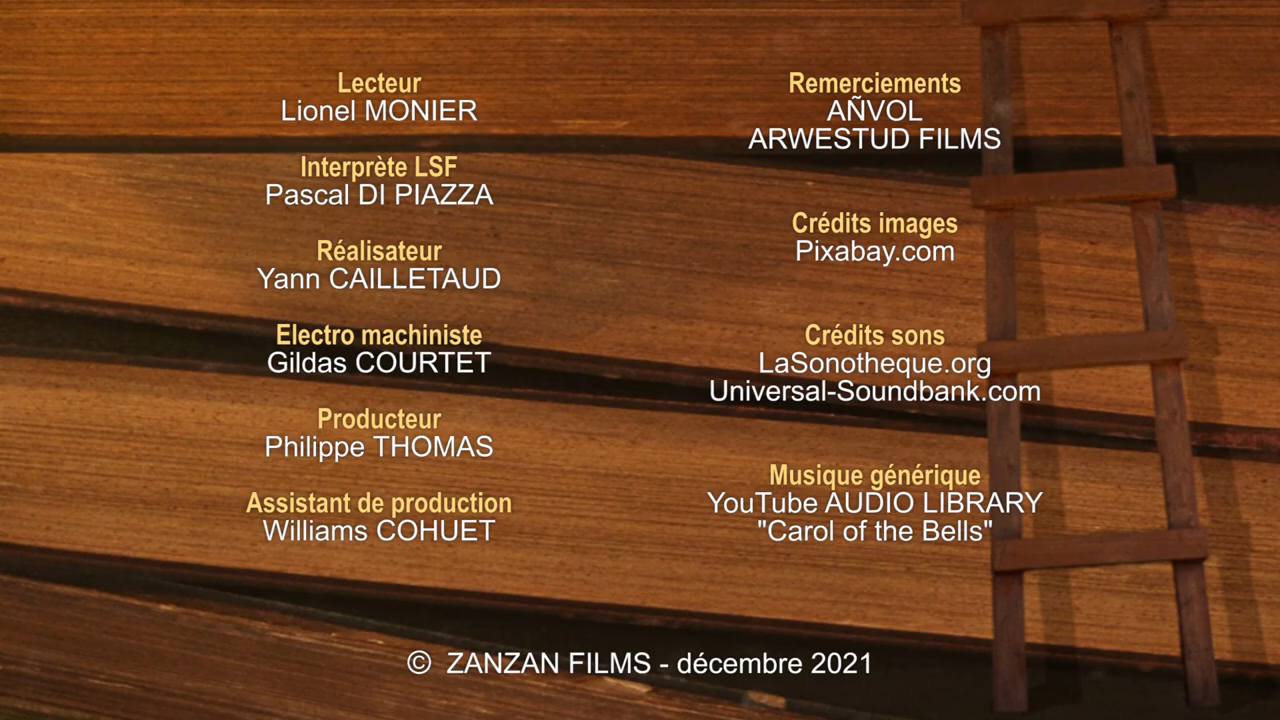 Lecteur
Lionel MONIER
Interprète LSF
Pascal DI PIAZZA
Réalisateur
Yann CAILLETAUD
Electro machiniste
Gildas COURTET
Producteur
Philippe THOMAS
Assistant de production
Williams COHUET
Remerciements
AÑVOL
ARWESTUD FILMS
Crédits images
Pixabay.com
Crédits sons
LaSonotheque.org
Universal-Soundbank.com
Musique générique
YouTube AUDIO LIBRARY
"Carol of the Bells"
© ZANZAN FILMS - décembre 2021